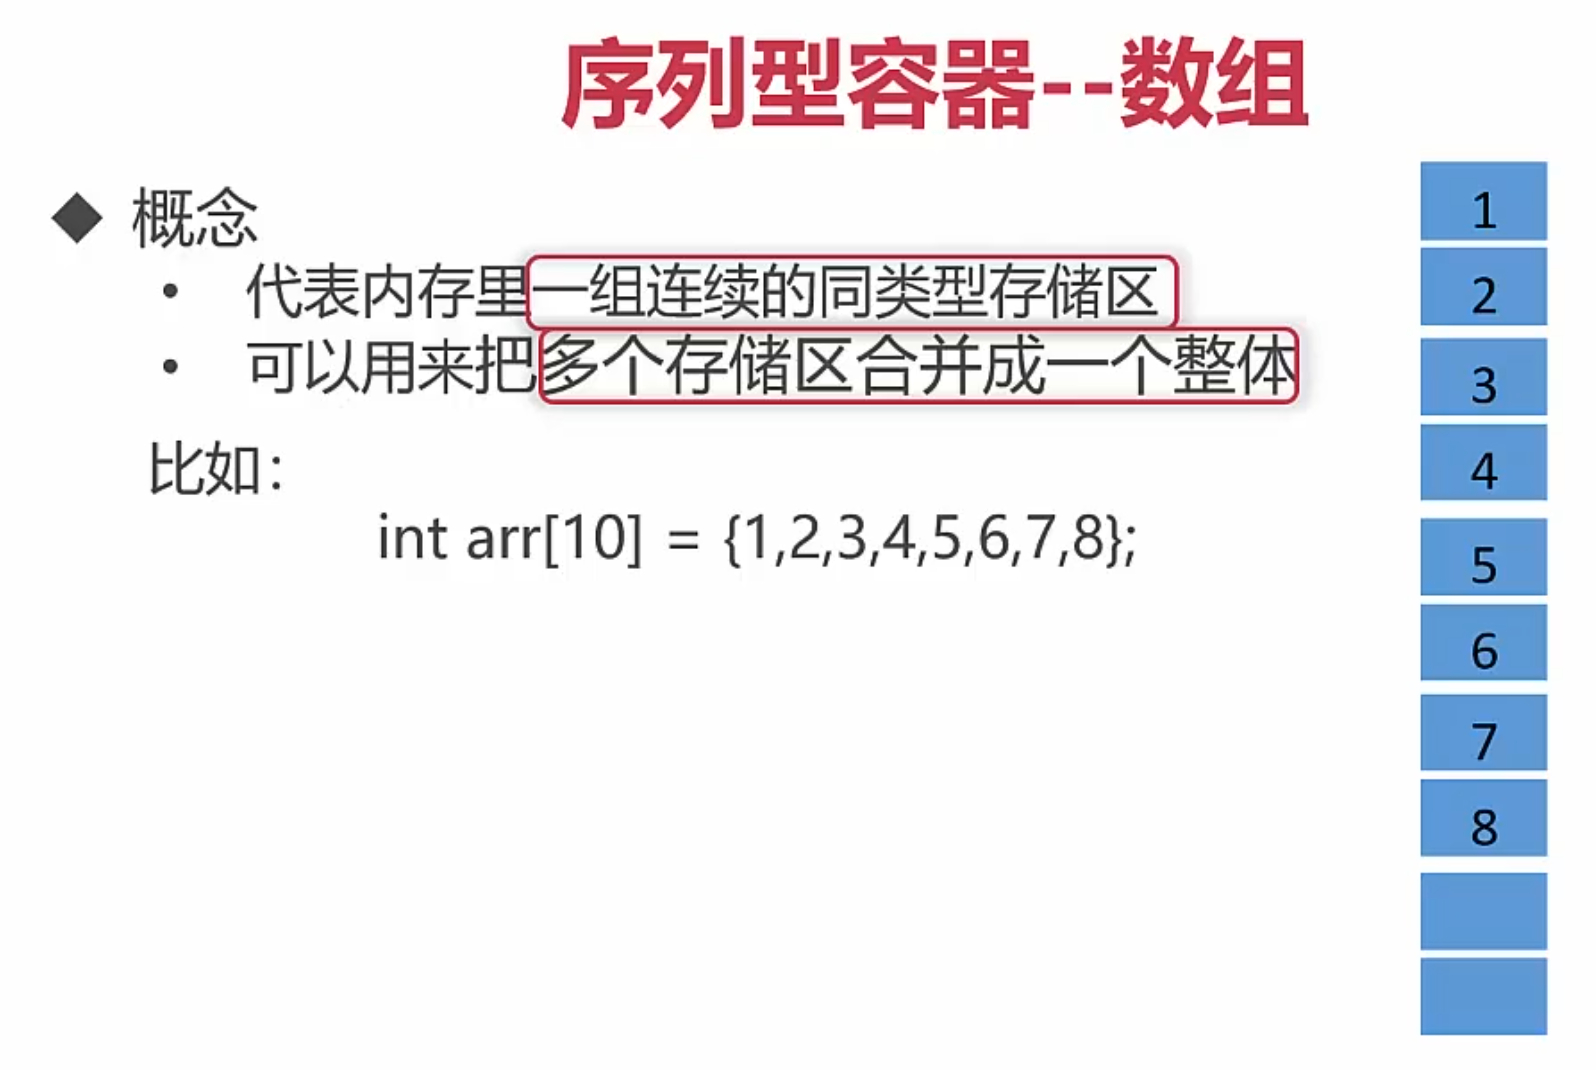 序列型容器--数组
◆ 概念
• 代表内存里一组连续的同类型存储区
• 可以用来把多个存储区合并成一个整体
比如：
int arr[10] = {1,2,3,4,5,6,7,8};
1
2
3
4
5
6
7
8